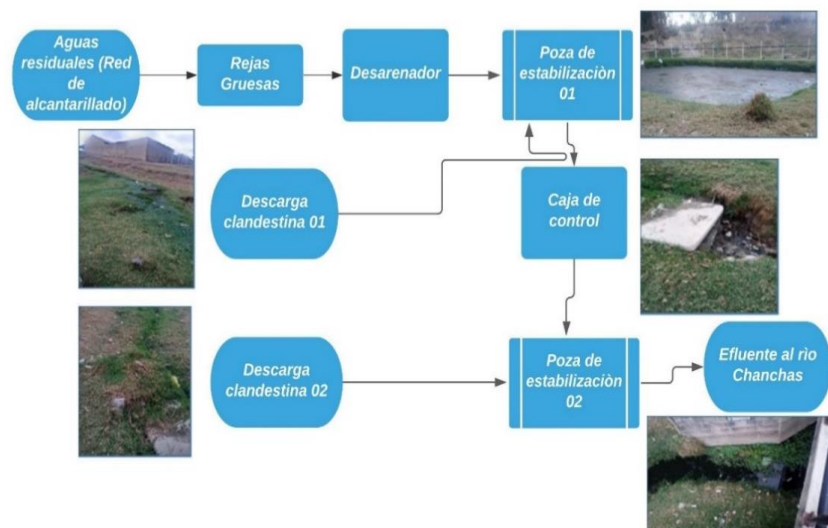 Aguas
residuales (Red
de
alcantarillado)
Rejas
Gruesas
Desarenador
Poza de
estabilizaciòn
01
Descarga
clandestina 01
Caja de
control
Descarga
clandestina 02
Poza de
estabilizaciòn
02
Efluente al rìo
Chanchas